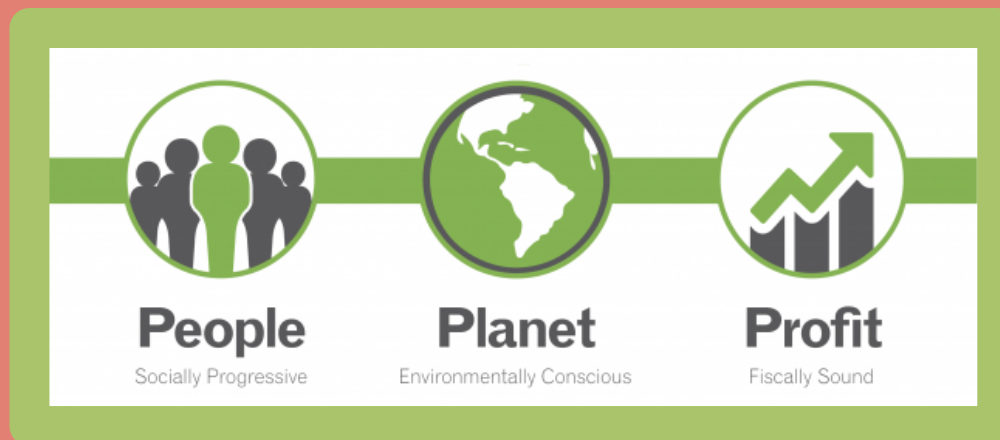 People
Socially Progressive
Planet
Environmentally Conscious
Profit
Fiscally Sound